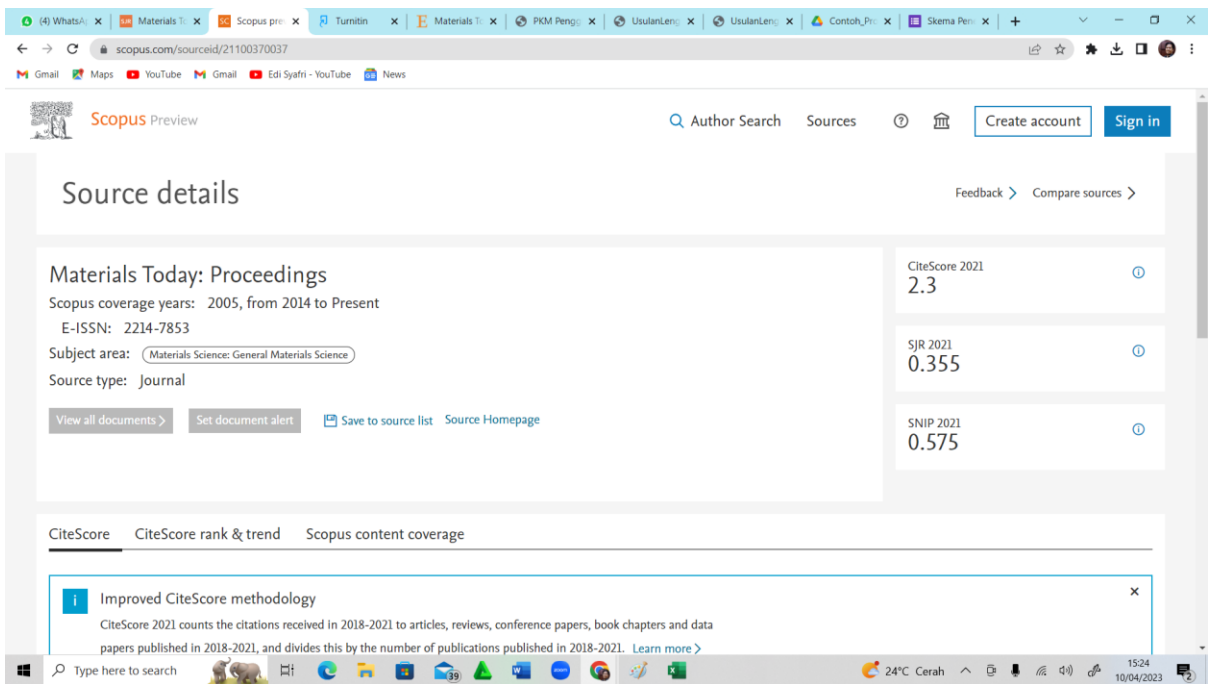 (4) WhatsAp
Materials To
Scopus pre
Turnitin
Materials To
PKM Pengg
UsulanLeng
UsulanLeng
Contoh_Pro
Skema Pen
scopus.com/sourceid/21100370037
Gmail
Maps
YouTube
Gmail
Edi Syafri - YouTube
News
Scopus Preview
Author Search
Sources
Create account
Sign in
Source details
Feedback
Compare sources
Materials Today: Proceedings
Scopus coverage years: 2005, from 2014 to Present
E-ISSN: 2214-7853
Subject area: Materials Science: General Materials Science
Source type: Journal
View all documents
Set document alert
Save to source list
Source Homepage
CiteScore 2021
2.3
SJR 2021
0.355
SNIP 2021
0.575
CiteScore
CiteScore rank & trend
Scopus content coverage
i
Improved CiteScore methodology
CiteScore 2021 counts the citations received in 2018-2021 to articles, reviews, conference papers, book chapters and data
papers published in 2018-2021, and divides this by the number of publications published in 2018-2021. Learn more
Type here to search
39
24°C Cerah
15:24
10/04/2023
2